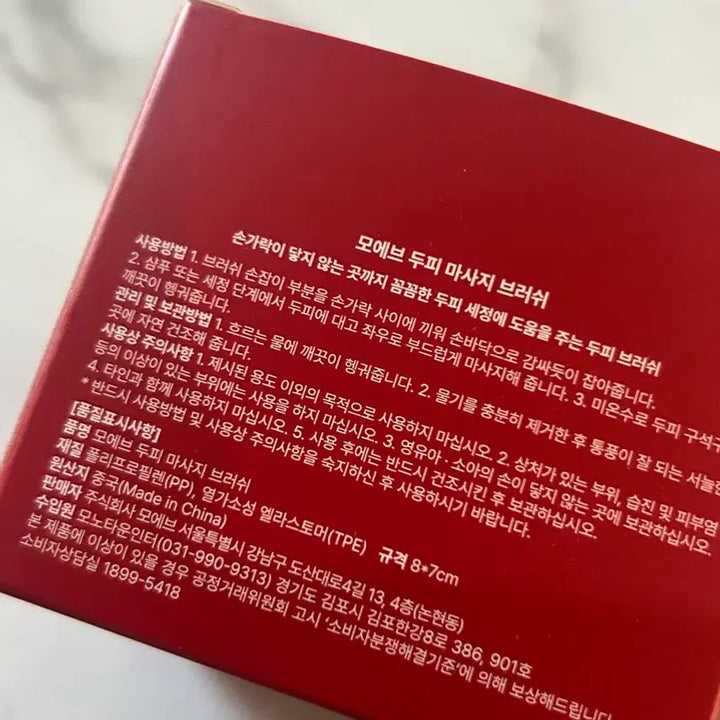 모에브 두피 마사지 브러쉬
손가락이 닿지 않는 곳까지 꼼꼼한 두피 세정에 도움을 주는 두피 브러쉬
사용방법 1. 브러쉬 손잡이 부분을 손가락 사이에 끼워 손바닥으로 감싸듯이 잡아줍니다.
2. 샴푸 또는 세정 단계에서 두피에 대고 좌우로 부드럽게 마사지해 줍니다. 3. 미온수로 두피 구석구
깨끗이 헹궈줍니다.
관리 및 보관방법 1. 흐르는 물에 깨끗이 헹궈줍니다. 2. 물기를 충분히 제거한 후 통풍이 잘 되는 서늘한
곳에 자연 건조해 줍니다.
사용상 주의사항 1. 제시된 용도 이외의 목적으로 사용하지 마십시오. 2. 상처가 있는 부위, 습진 및 피부염
등의 이상이 있는 부위에는 사용을 하지 마십시오. 3. 영유아·소아의 손이 닿지 않는 곳에 보관하십시오.
4. 타인과 함께 사용하지 마십시오. 5. 사용 후에는 반드시 건조시킨 후 보관하십시오.
* 반드시 사용방법 및 사용상 주의사항을 숙지하신 후 사용하시기 바랍니다.
[품질표시사항]
품명 모에브 두피 마사지 브러쉬
재질 폴리프로필렌(PP), 열가소성 엘라스토머(TPE) 규격 8*7cm
원산지 중국(Made in China)
판매자 주식회사 모에브 서울특별시 강남구 도산대로4길 13, 4층(논현동)
수입원 모노타운인터(031-990-9313) 경기도 김포시 김포한강8로 386, 901호
본 제품에 이상이 있을 경우 공정거래위원회 고시 '소비자분쟁해결기준'에 의해 보상해드립니다
소비자상담실 1899-5418